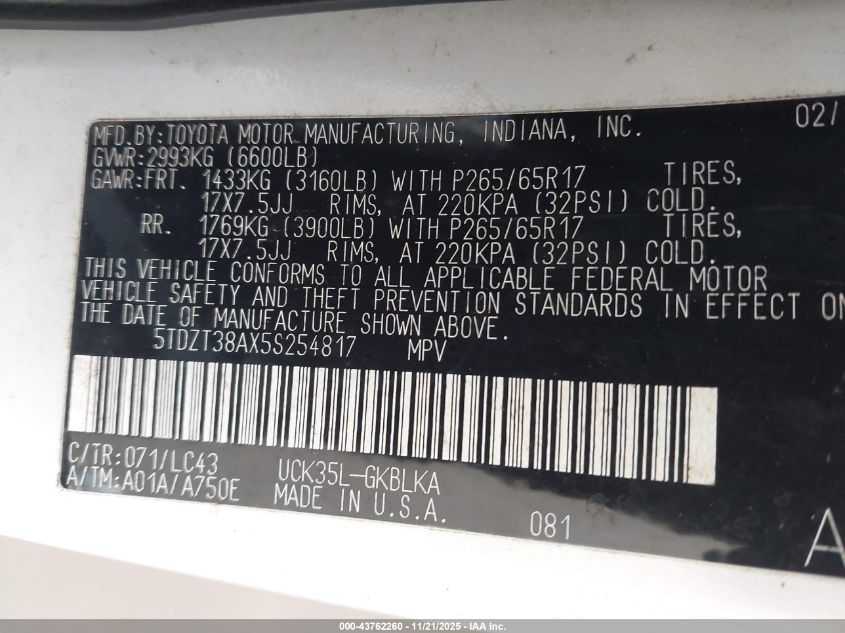 MFD. BY: TOYOTA MOTOR MANUFACTURING, INDIANA, INC. 02/
GVWR: 2993KG (6600LB)
GAWR: FRT. 1433KG (3160LB) WITH P265/65R17 TIRES,
17X7.5JJ RIMS, AT 220KPA (32PSI) COLD.
RR. 1769KG (3900LB) WITH P265/65R17 TIRES,
17X7.5JJ RIMS, AT 220KPA (32PSI) COLD.
THIS VEHICLE CONFORMS TO ALL APPLICABLE FEDERAL MOTOR
VEHICLE SAFETY AND THEFT PREVENTION STANDARDS IN EFFECT ON
THE DATE OF MANUFACTURE SHOWN ABOVE.
5TDZT38AX5S254817 MPV
C/TR: 071/LC43 UCK35L-GKBLKA
A/TM: A01A/A750E MADE IN U.S.A. 081 A
000-43762260 - 11/21/2025 - IAA Inc.